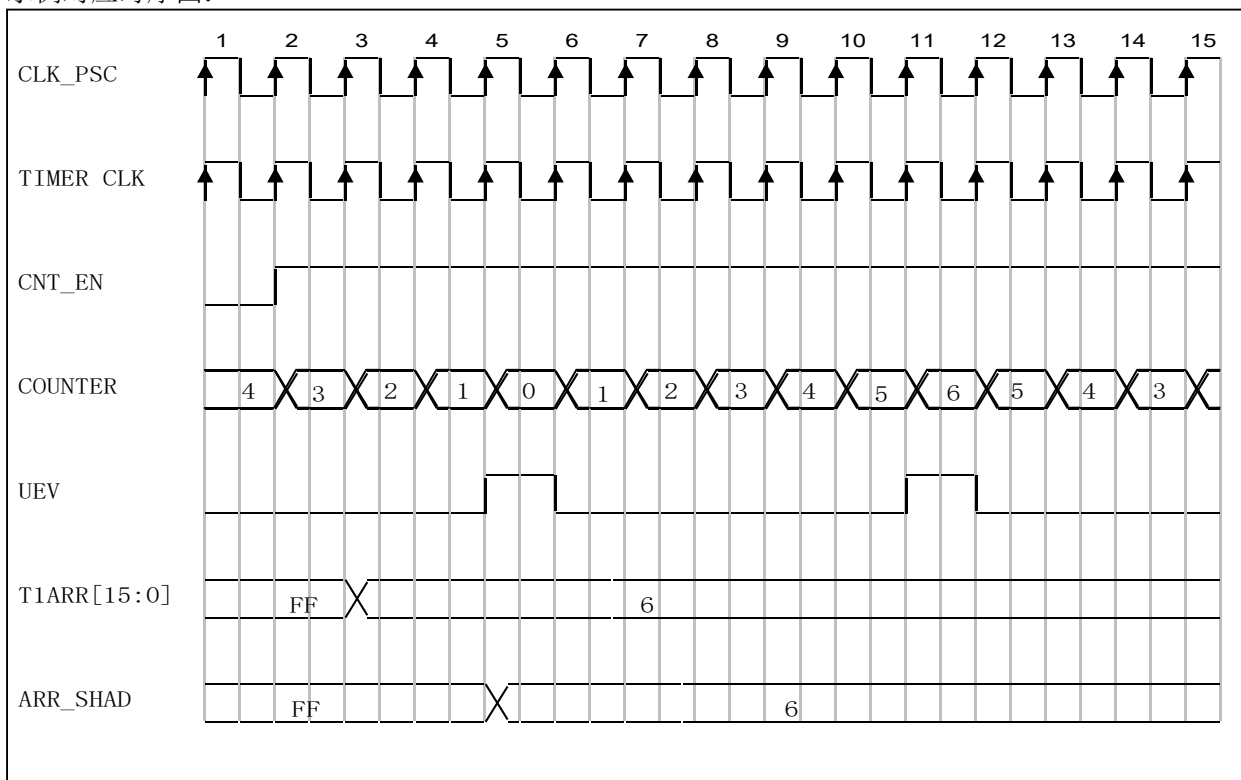 1 2 3 4 5 6 7 8 9 10 11 12 13 14 15
CLK_PSC
TIMER CLK
CNT_EN
COUNTER 4 3 2 1 0 1 2 3 4 5 6 5 4 3
UEV
T1ARR[15:0] FF 6
ARR_SHAD FF 6